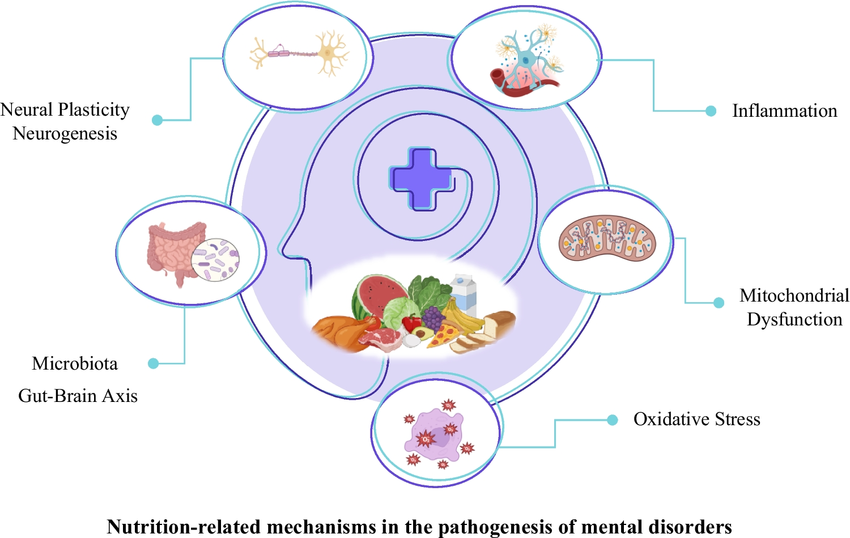 Neural Plasticity
Neurogenesis
Inflammation
Mitochondrial
Dysfunction
Microbiota
Gut-Brain Axis
Oxidative Stress
Nutrition-related mechanisms in the pathogenesis of mental disorders